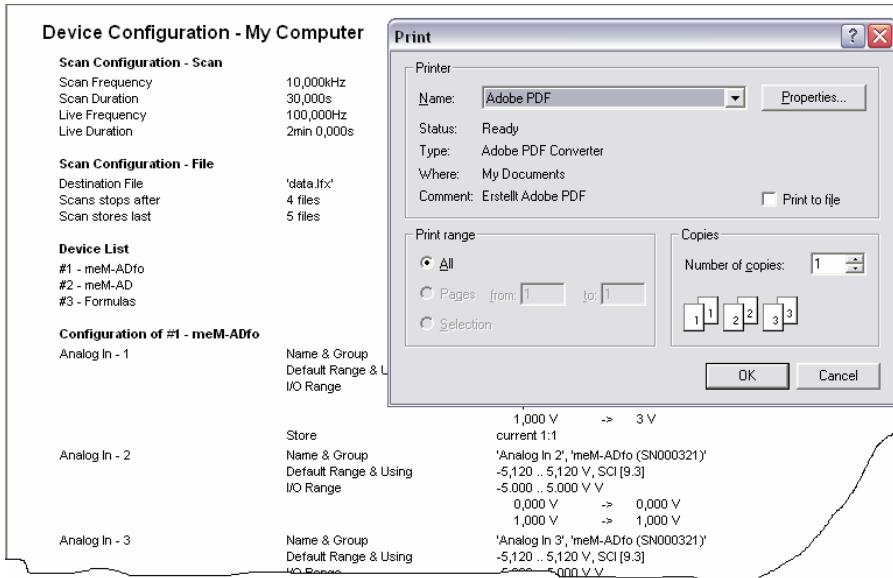 Device Configuration - My Computer
Scan Configuration - Scan
Scan Frequency 10,000kHz
Scan Duration 30,000s
Live Frequency 100,000Hz
Live Duration 2min 0,000s
Scan Configuration - File
Destination File 'data.lfx'
Scans stops after 4 files
Scan stores last 5 files
Device List
#1 - meM-ADfo
#2 - meM-AD
#3 - Formulas
Configuration of #1 - meM-ADfo
Analog In - 1 Name & Group
Default Range & U
I/O Range
1,000 V -> 3 V
Store current 1:1
Analog In - 2 Name & Group 'Analog In 2', 'meM-ADfo (SN000321)'
Default Range & Using -5,120 .. 5,120 V, SCI [9.3]
I/O Range -5.000 .. 5.000 V V
0,000 V -> 0,000 V
1,000 V -> 1,000 V
Analog In - 3 Name & Group 'Analog In 3', 'meM-ADfo (SN000321)'
Default Range & Using -5,120 .. 5,120 V, SCI [9.3]
I/O Range -5.000 .. 5.000 V V
Print
Printer
Name: Adobe PDF Properties...
Status: Ready
Type: Adobe PDF Converter
Where: My Documents
Comment: Erstellt Adobe PDF Print to file
Print range
All
Pages from: 1 to: 1
Selection
Copies
Number of copies: 1
1 1 2 2 3 3
OK Cancel